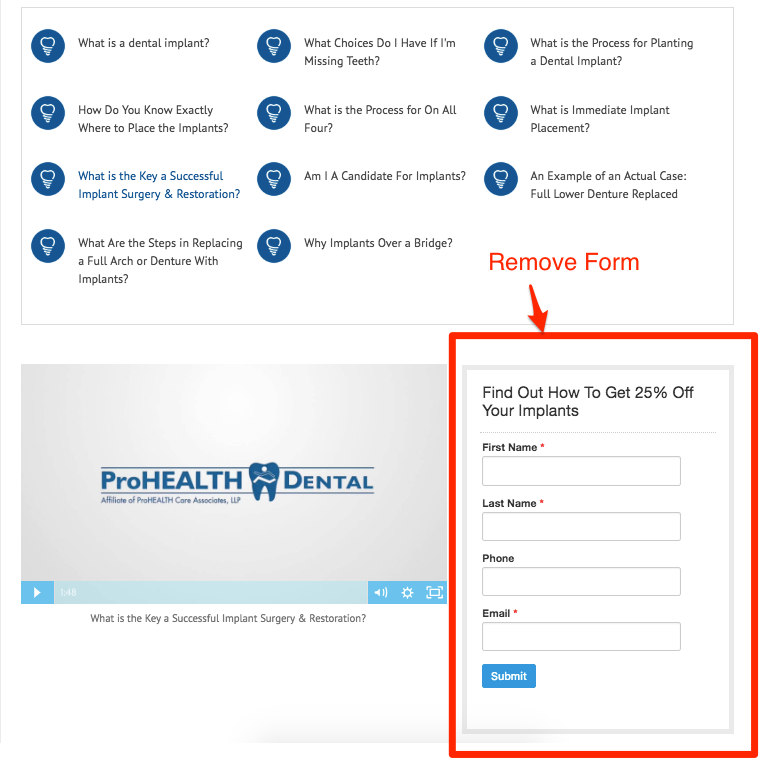 What is a dental implant?
What Choices Do I Have If I'm
Missing Teeth?
What is the Process for Planting
a Dental Implant?
How Do You Know Exactly
Where to Place the Implants?
What is the Process for On All
Four?
What is Immediate Implant
Placement?
What is the Key a Successful
Implant Surgery & Restoration?
Am I A Candidate For Implants?
An Example of an Actual Case:
Full Lower Denture Replaced
What Are the Steps in Replacing
a Full Arch or Denture With
Implants?
Why Implants Over a Bridge?
Remove Form
ProHEALTH DENTAL
Affiliate of ProHEALTH Care Associates, LLP
1:48
What is the Key a Successful Implant Surgery & Restoration?
Find Out How To Get 25% Off
Your Implants
First Name *
Last Name *
Phone
Email *
Submit